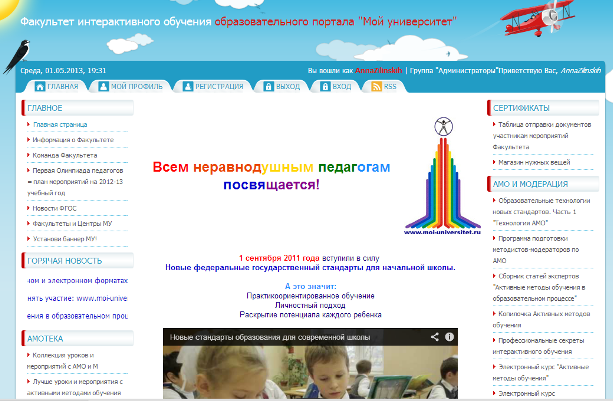 Факультет интерактивного обучения образовательного портала "Мой университет"
Среда, 01.05.2013, 19:31
Вы вошли как AnnaZilinskih | Группа "Администраторы"Приветствую Вас, AnnaZilinskih
ГЛАВНАЯ
МОЙ ПРОФИЛЬ
РЕГИСТРАЦИЯ
ВЫХОД
ВХОД
RSS
ГЛАВНОЕ
Главная страница
Информация о Факультете
Команда Факультета
Первая Олимпиада педагогов
= план мероприятий на 2012-13
учебный год
Новости ФГОС
Факультеты и Центры МУ
Установи баннер МУ!
ГОРЯЧАЯ НОВОСТЬ
ном и электронном форматах
нять участие: www.moi-unive
ения в образовательном проц
АМОТЕКА
Коллекция уроков и
мероприятий с АМО и М
Лучшие уроки и мероприятия с
активными методами обучения
Всем неравнодушным педагогам
посвящается!
www.moi-universitet.ru
1 сентября 2011 года вступили в силу
Новые федеральные государственный стандарты для начальной школы.
А это значит:
Практикоориентированное обучение
Личностный подход
Раскрытие потенциала каждого ребенка
Новые стандарты образования для современной школы
СЕРТИФИКАТЫ
Таблица отправки документов
участникам мероприятий
Факультета
Магазин нужных вещей
АМО И МОДЕРАЦИЯ
Образовательные технологии
новых стандартов. Часть 1
"Технология АМО"
Программа подготовки
методистов-модераторов по
АМО
Сборник статей экспертов
"Активные методы обучения в
образовательном процессе"
Копилочка Активных методов
обучения
Профессиональные секреты
интерактивного обучения
Электронный курс "Активные
методы обучения"
Электронный курс